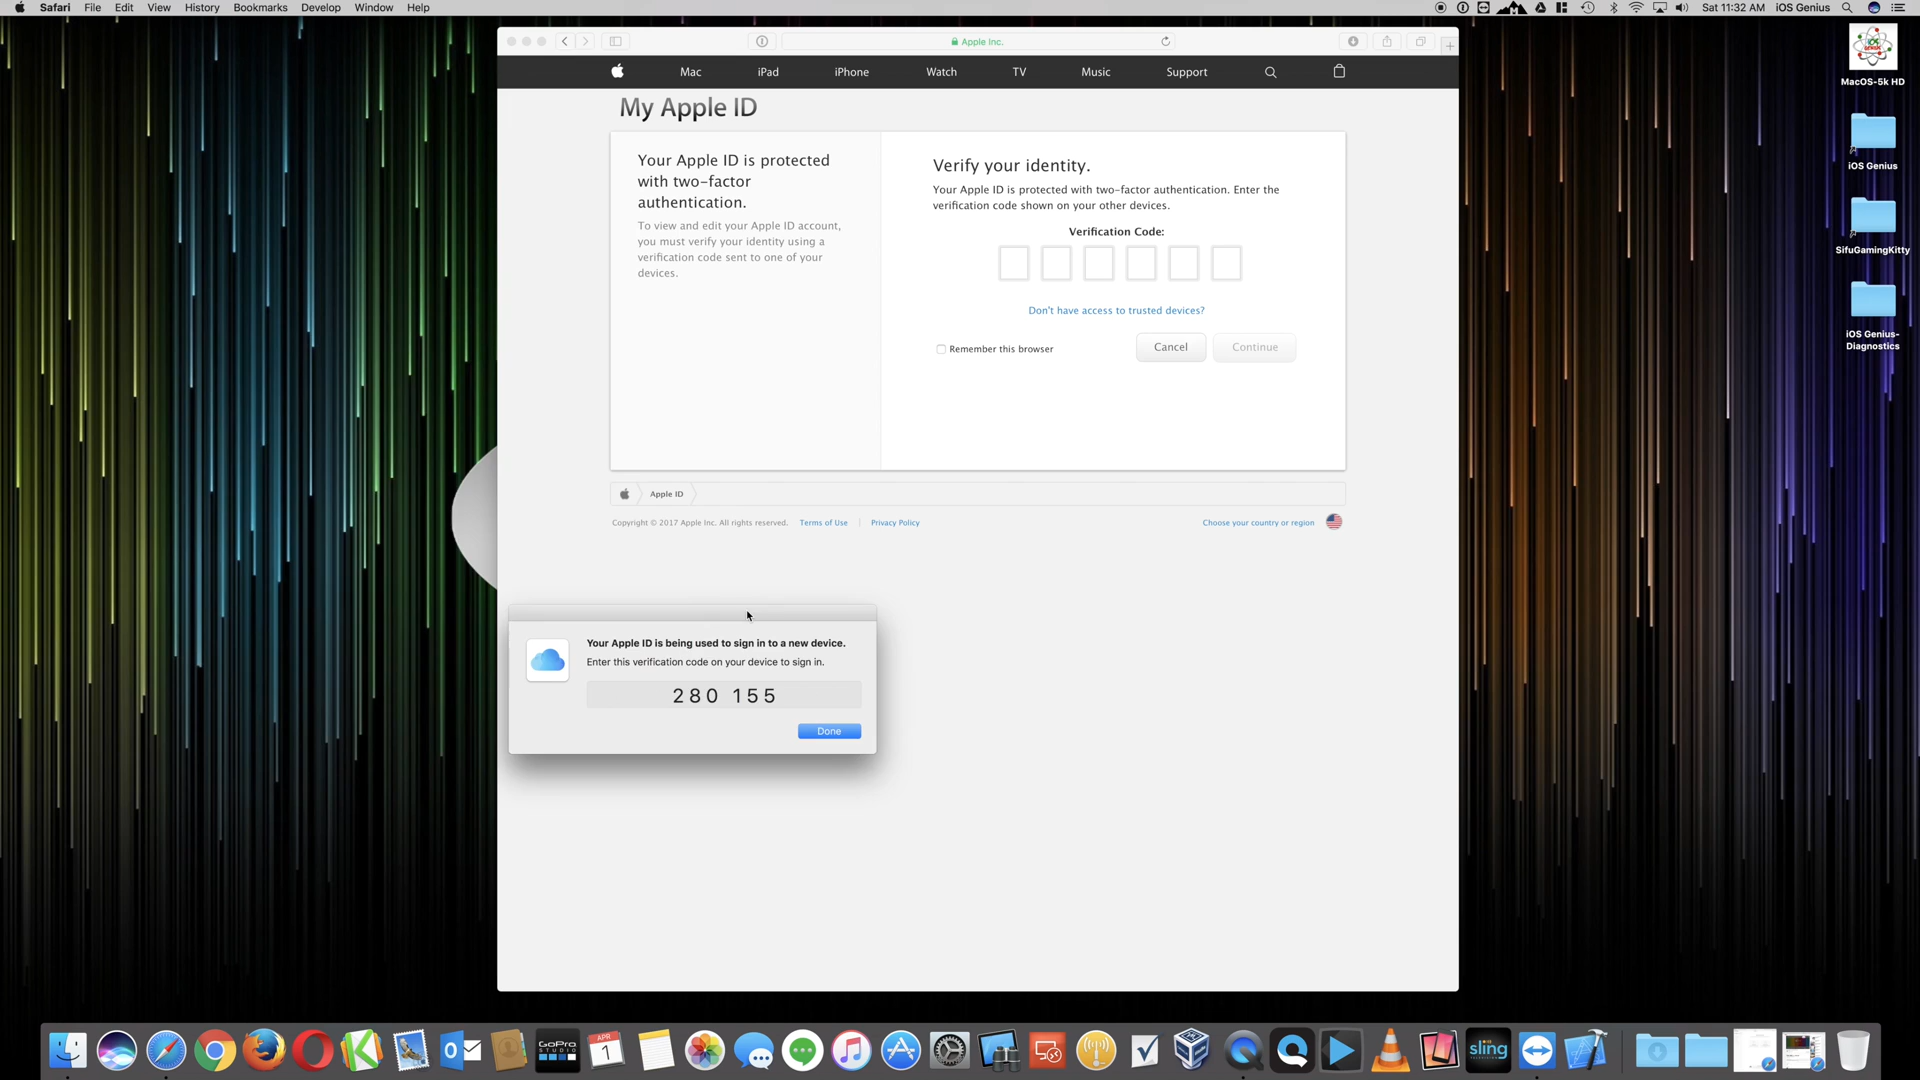 Safari File Edit View History Bookmarks Develop Window Help
Sat 11:32 AM iOS Genius
Apple Inc.
Mac iPad iPhone Watch TV Music Support
My Apple ID
Your Apple ID is protected
with two-factor
authentication.
To view and edit your Apple ID account,
you must verify your identity using a
verification code sent to one of your
devices.
Verify your identity.
Your Apple ID is protected with two-factor authentication. Enter the
verification code shown on your other devices.
Verification Code:
Don't have access to trusted devices?
Remember this browser
Cancel Continue
Apple ID
Copyright © 2017 Apple Inc. All rights reserved. Terms of Use | Privacy Policy
Choose your country or region
Your Apple ID is being used to sign in to a new device.
Enter this verification code on your device to sign in.
280 155
Done
MacOS-5k HD
iOS Genius
SifuGamingKitty
iOS Genius-
Diagnostics
GoPro
STUDIO
APR
1
sling